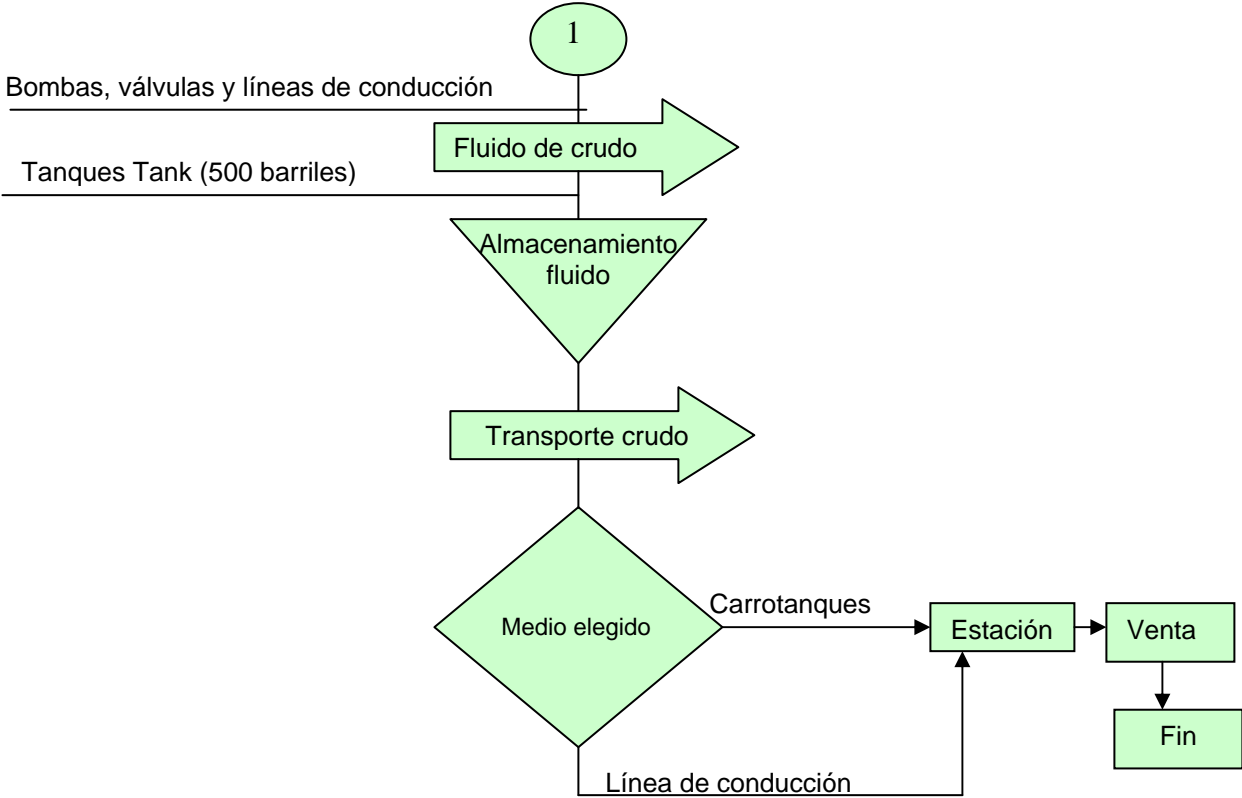 1
Bombas, válvulas y líneas de conducción
Fluido de crudo
Tanques Tank (500 barriles)
Almacenamiento
fluido
Transporte crudo
Medio elegido
Carrotanques
Estación
Venta
Fin
Línea de conducción